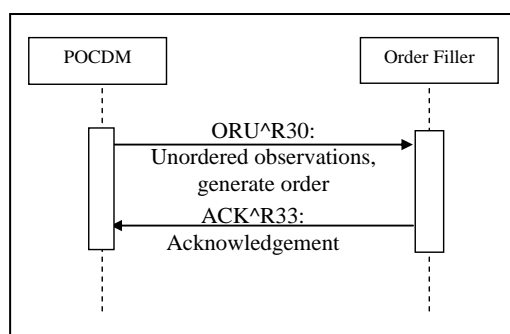 POCDM
Order Filler
ORU^R30:
Unordered observations,
generate order
ACK^R33:
Acknowledgement